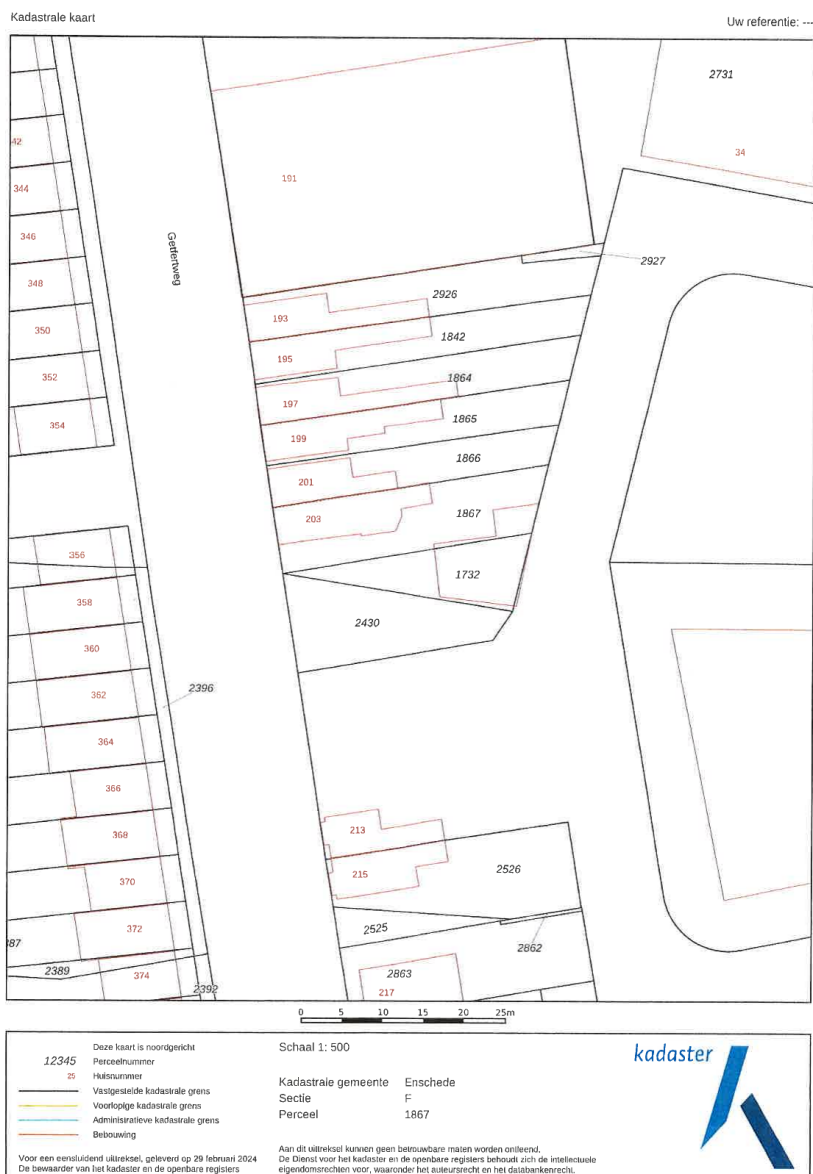 Kadastrale kaart
Uw referentie: ---
2731
34
42
191
344
346
Getfertweg
348
2927
2926
193
350
1842
195
352
1864
197
354
1865
199
1866
201
1867
203
356
1732
358
2430
360
2396
362
364
366
213
368
215
2526
370
372
2525
387
2862
2389
374
2863
2392
217
0 5 10 15 20 25m
Deze kaart is noordgericht
12345 Perceelnummer
25 Huisnummer
Vastgestelde kadastrale grens
Voorlopige kadastrale grens
Administratieve kadastrale grens
Bebouwing
Voor een eensluidend uittreksel, geleverd op 29 februari 2024
De bewaarder van het kadaster en de openbare registers
Schaal 1: 500
Kadastrale gemeente Enschede
Sectie F
Perceel 1867
Aan dit uittreksel kunnen geen betrouwbare maten worden ontleend.
De Dienst voor het kadaster en de openbare registers behoudt zich de intellectuele
eigendomsrechten voor, waaronder het auteursrecht en het databankenrecht.
kadaster